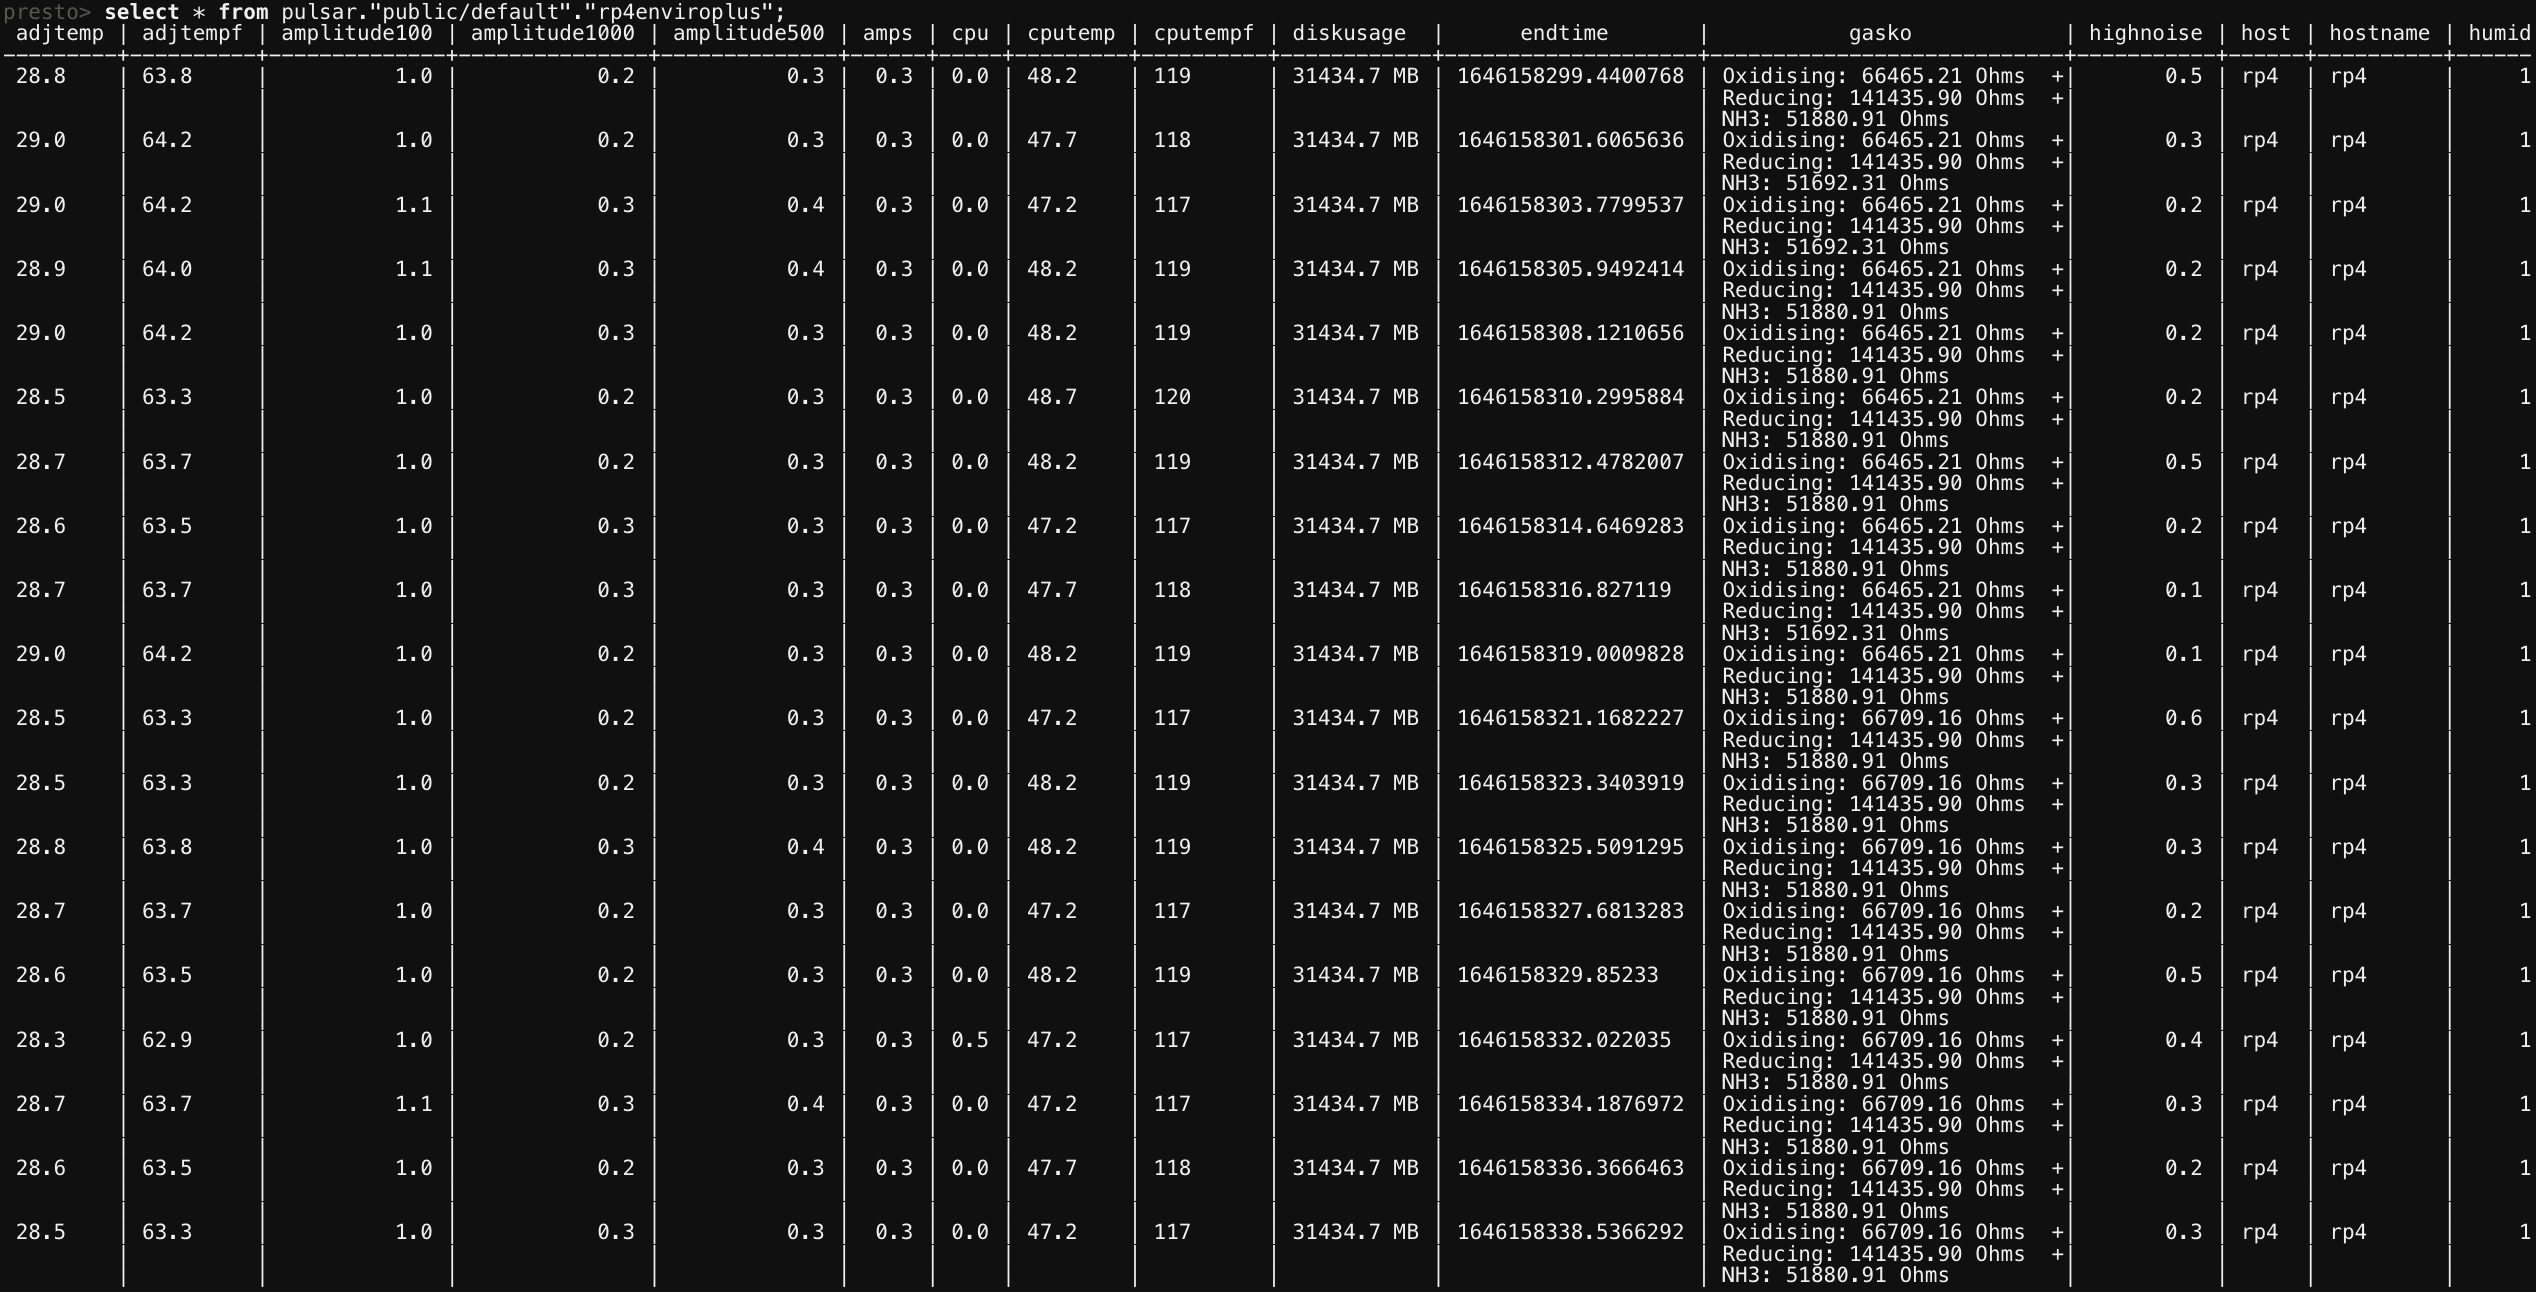 presto> select * from pulsar."public/default"."rp4enviroplus";
adjtemp | adjtempf | amplitude100 | amplitude1000 | amplitude500 | amps | cpu | cputemp | cputempf | diskusage | endtime | gasko | highnoise | host | hostname | humid
28.8 | 63.8 | 1.0 | 0.2 | 0.3 | 0.3 | 0.0 | 48.2 | 119 | 31434.7 MB | 1646158299.4400768 | Oxidising: 66465.21 Ohms +| 0.5 | rp4 | rp4 | 1
Reducing: 141435.90 Ohms +|
NH3: 51880.91 Ohms
29.0 | 64.2 | 1.0 | 0.2 | 0.3 | 0.3 | 0.0 | 47.7 | 118 | 31434.7 MB | 1646158301.6065636 | Oxidising: 66465.21 Ohms +| 0.3 | rp4 | rp4 | 1
Reducing: 141435.90 Ohms +|
NH3: 51692.31 Ohms
29.0 | 64.2 | 1.1 | 0.3 | 0.4 | 0.3 | 0.0 | 47.2 | 117 | 31434.7 MB | 1646158303.7799537 | Oxidising: 66465.21 Ohms +| 0.2 | rp4 | rp4 | 1
Reducing: 141435.90 Ohms +|
NH3: 51692.31 Ohms
28.9 | 64.0 | 1.1 | 0.3 | 0.4 | 0.3 | 0.0 | 48.2 | 119 | 31434.7 MB | 1646158305.9492414 | Oxidising: 66465.21 Ohms +| 0.2 | rp4 | rp4 | 1
Reducing: 141435.90 Ohms +|
NH3: 51880.91 Ohms
29.0 | 64.2 | 1.0 | 0.3 | 0.3 | 0.3 | 0.0 | 48.2 | 119 | 31434.7 MB | 1646158308.1210656 | Oxidising: 66465.21 Ohms +| 0.2 | rp4 | rp4 | 1
Reducing: 141435.90 Ohms +|
NH3: 51880.91 Ohms
28.5 | 63.3 | 1.0 | 0.2 | 0.3 | 0.3 | 0.0 | 48.7 | 120 | 31434.7 MB | 1646158310.2995884 | Oxidising: 66465.21 Ohms +| 0.2 | rp4 | rp4 | 1
Reducing: 141435.90 Ohms +|
NH3: 51880.91 Ohms
28.7 | 63.7 | 1.0 | 0.2 | 0.3 | 0.3 | 0.0 | 48.2 | 119 | 31434.7 MB | 1646158312.4782007 | Oxidising: 66465.21 Ohms +| 0.5 | rp4 | rp4 | 1
Reducing: 141435.90 Ohms +|
NH3: 51880.91 Ohms
28.6 | 63.5 | 1.0 | 0.3 | 0.3 | 0.3 | 0.0 | 47.2 | 117 | 31434.7 MB | 1646158314.6469283 | Oxidising: 66465.21 Ohms +| 0.2 | rp4 | rp4 | 1
Reducing: 141435.90 Ohms +|
NH3: 51880.91 Ohms
28.7 | 63.7 | 1.0 | 0.3 | 0.3 | 0.3 | 0.0 | 47.7 | 118 | 31434.7 MB | 1646158316.827119 | Oxidising: 66465.21 Ohms +| 0.1 | rp4 | rp4 | 1
Reducing: 141435.90 Ohms +|
NH3: 51692.31 Ohms
29.0 | 64.2 | 1.0 | 0.2 | 0.3 | 0.3 | 0.0 | 48.2 | 119 | 31434.7 MB | 1646158319.0009828 | Oxidising: 66465.21 Ohms +| 0.1 | rp4 | rp4 | 1
Reducing: 141435.90 Ohms +|
NH3: 51880.91 Ohms
28.5 | 63.3 | 1.0 | 0.2 | 0.3 | 0.3 | 0.0 | 47.2 | 117 | 31434.7 MB | 1646158321.1682227 | Oxidising: 66709.16 Ohms +| 0.6 | rp4 | rp4 | 1
Reducing: 141435.90 Ohms +|
NH3: 51880.91 Ohms
28.5 | 63.3 | 1.0 | 0.2 | 0.3 | 0.3 | 0.0 | 48.2 | 119 | 31434.7 MB | 1646158323.3403919 | Oxidising: 66709.16 Ohms +| 0.3 | rp4 | rp4 | 1
Reducing: 141435.90 Ohms +|
NH3: 51880.91 Ohms
28.8 | 63.8 | 1.0 | 0.3 | 0.4 | 0.3 | 0.0 | 48.2 | 119 | 31434.7 MB | 1646158325.5091295 | Oxidising: 66709.16 Ohms +| 0.3 | rp4 | rp4 | 1
Reducing: 141435.90 Ohms +|
NH3: 51880.91 Ohms
28.7 | 63.7 | 1.0 | 0.2 | 0.3 | 0.3 | 0.0 | 47.2 | 117 | 31434.7 MB | 1646158327.6813283 | Oxidising: 66709.16 Ohms +| 0.2 | rp4 | rp4 | 1
Reducing: 141435.90 Ohms +|
NH3: 51880.91 Ohms
28.6 | 63.5 | 1.0 | 0.2 | 0.3 | 0.3 | 0.0 | 48.2 | 119 | 31434.7 MB | 1646158329.85233 | Oxidising: 66709.16 Ohms +| 0.5 | rp4 | rp4 | 1
Reducing: 141435.90 Ohms +|
NH3: 51880.91 Ohms
28.3 | 62.9 | 1.0 | 0.2 | 0.3 | 0.3 | 0.5 | 47.2 | 117 | 31434.7 MB | 1646158332.022035 | Oxidising: 66709.16 Ohms +| 0.4 | rp4 | rp4 | 1
Reducing: 141435.90 Ohms +|
NH3: 51880.91 Ohms
28.7 | 63.7 | 1.1 | 0.3 | 0.4 | 0.3 | 0.0 | 47.2 | 117 | 31434.7 MB | 1646158334.1876972 | Oxidising: 66709.16 Ohms +| 0.3 | rp4 | rp4 | 1
Reducing: 141435.90 Ohms +|
NH3: 51880.91 Ohms
28.6 | 63.5 | 1.0 | 0.2 | 0.3 | 0.3 | 0.0 | 47.7 | 118 | 31434.7 MB | 1646158336.3666463 | Oxidising: 66709.16 Ohms +| 0.2 | rp4 | rp4 | 1
Reducing: 141435.90 Ohms +|
NH3: 51880.91 Ohms
28.5 | 63.3 | 1.0 | 0.3 | 0.3 | 0.3 | 0.0 | 47.2 | 117 | 31434.7 MB | 1646158338.5366292 | Oxidising: 66709.16 Ohms +| 0.3 | rp4 | rp4 | 1
Reducing: 141435.90 Ohms +|
NH3: 51880.91 Ohms